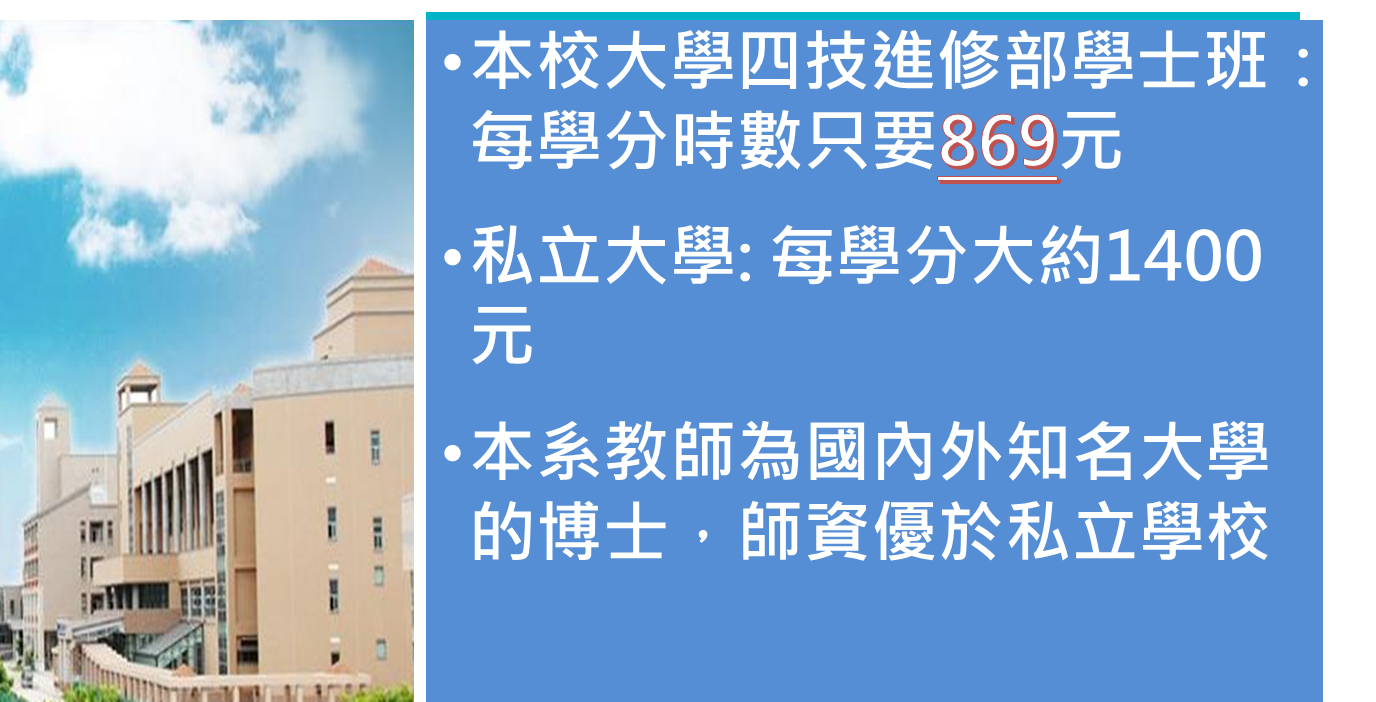 •本校大學四技進修部學士班：
每學分時數只要869元
•私立大學: 每學分大約1400
元
•本系教師為國內外知名大學
的博士，師資優於私立學校